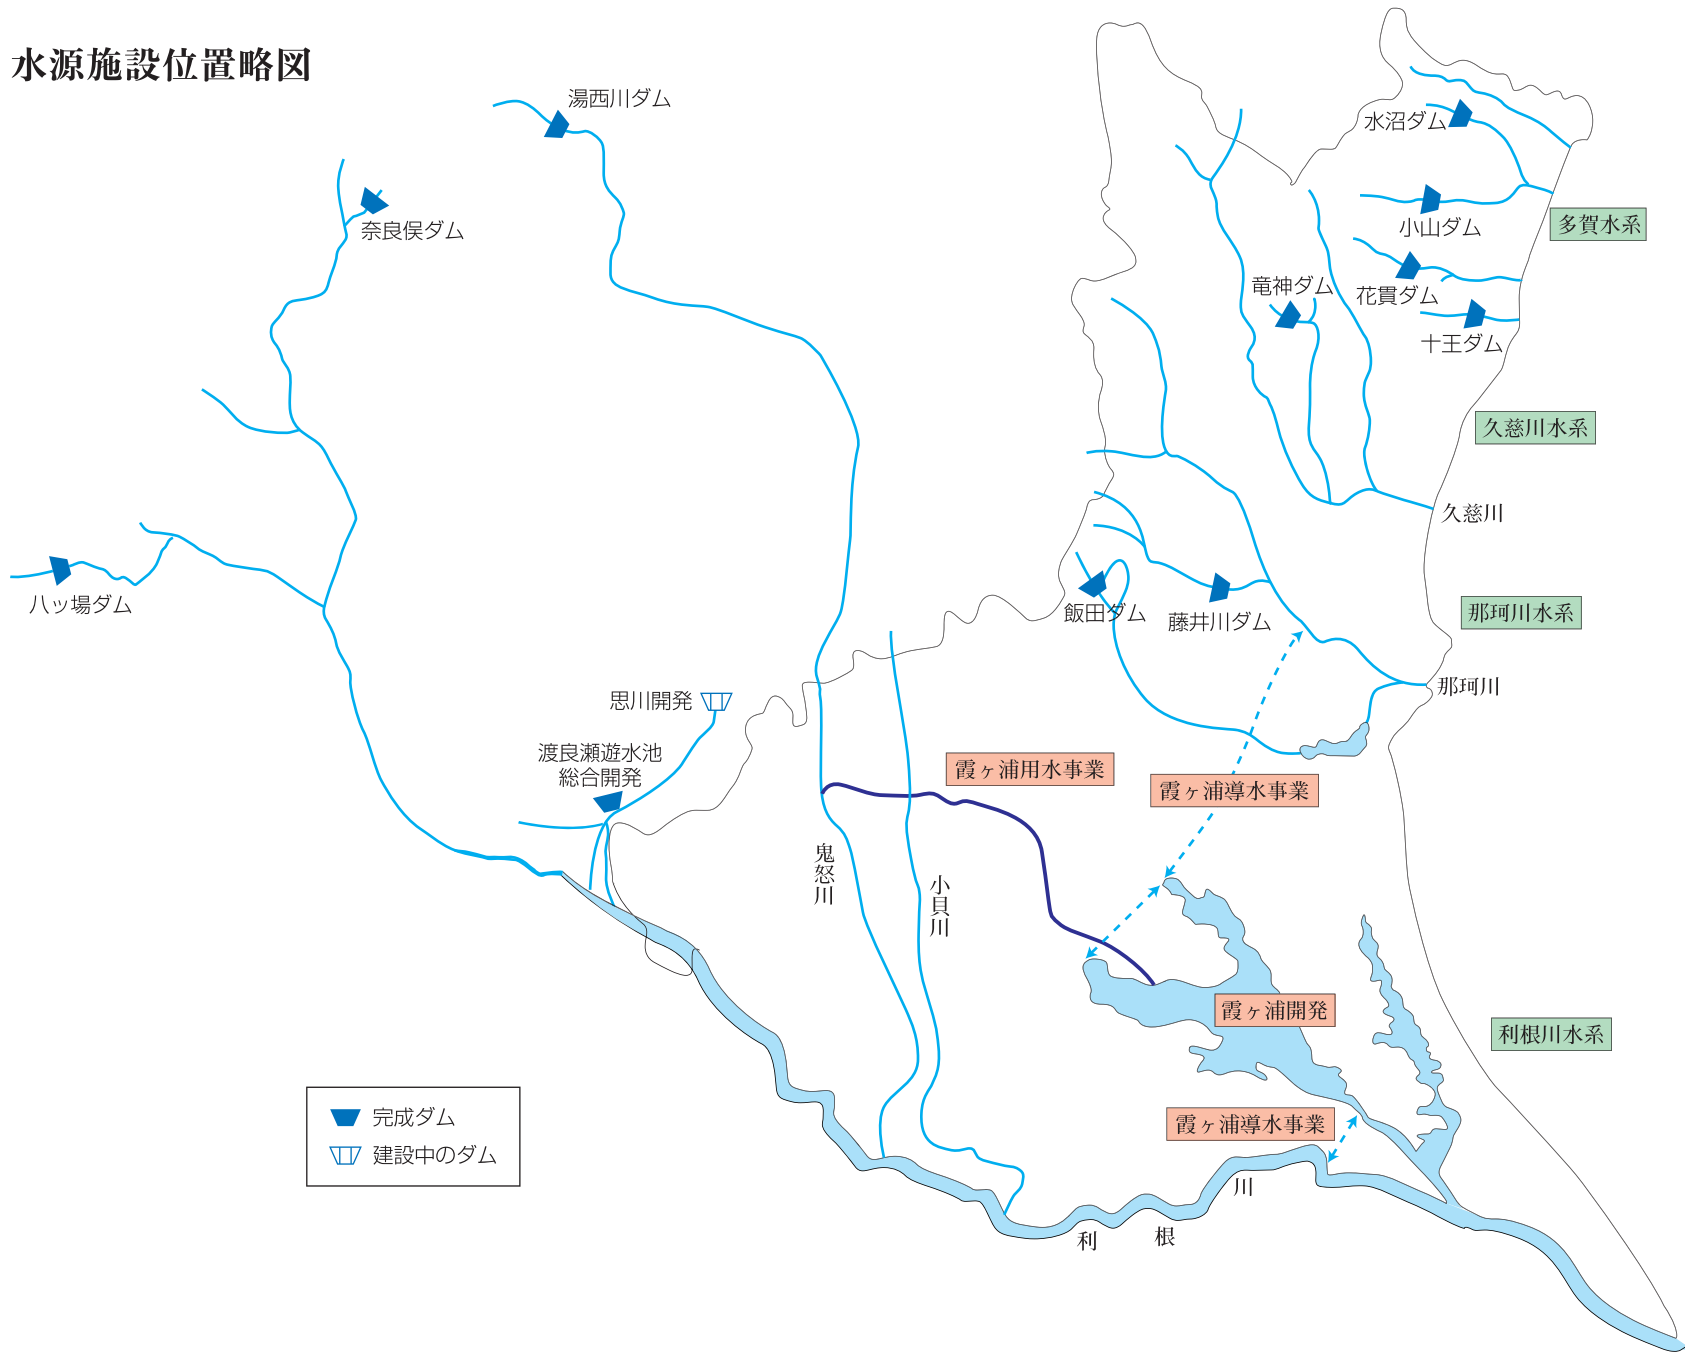 水源施設位置略図
湯西川ダム
水沼ダム
奈良俣ダム
小山ダム
多賀水系
竜神ダム
花貫ダム
十王ダム
久慈川水系
久慈川
八ッ場ダム
飯田ダム
藤井川ダム
那珂川水系
思川開発
那珂川
渡良瀬遊水池
総合開発
霞ヶ浦用水事業
霞ヶ浦導水事業
鬼怒川
小貝川
霞ヶ浦開発
利根川水系
霞ヶ浦導水事業
利根川
完成ダム
建設中のダム